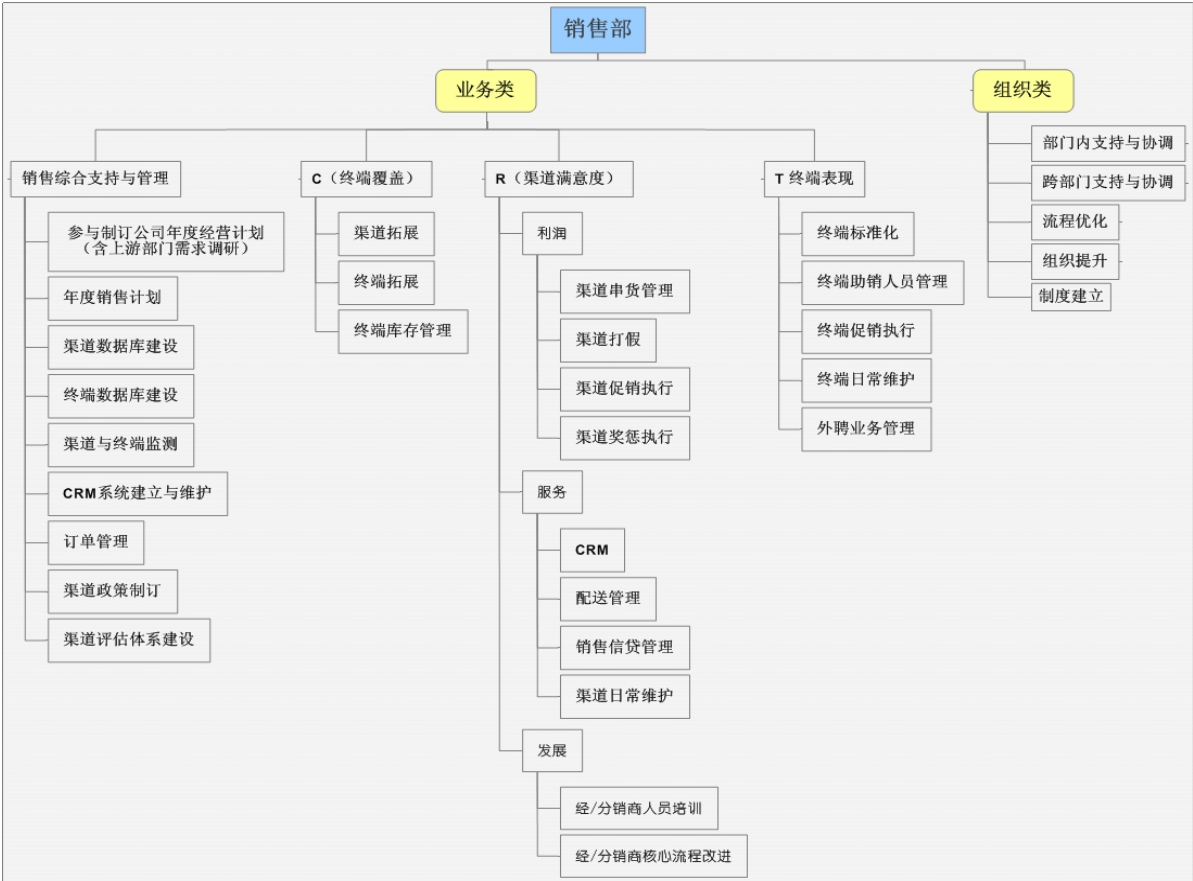 销售部
业务类
组织类
销售综合支持与管理
参与制订公司年度经营计划
（含上游部门需求调研）
年度销售计划
渠道数据库建设
终端数据库建设
渠道与终端监测
CRM系统建立与维护
订单管理
渠道政策制订
渠道评估体系建设
C（终端覆盖）
渠道拓展
终端拓展
终端库存管理
R（渠道满意度）
利润
渠道串货管理
渠道打假
渠道促销执行
渠道奖惩执行
服务
CRM
配送管理
销售信贷管理
渠道日常维护
发展
经/分销商人员培训
经/分销商核心流程改进
T 终端表现
终端标准化
终端助销人员管理
终端促销执行
终端日常维护
外聘业务管理
部门内支持与协调
跨部门支持与协调
流程优化
组织提升
制度建立